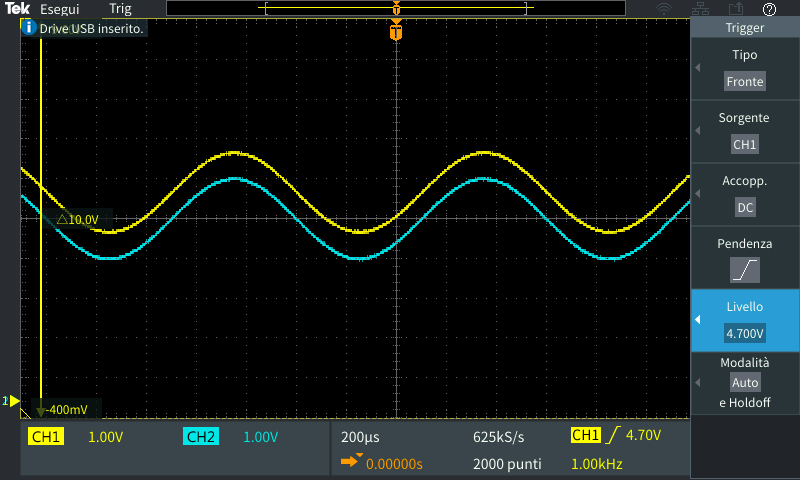 Tek Esegui Trig
T
Trigger
Drive USB inserito.
T
Tipo
Fronte
Sorgente
CH1
Accopp.
DC
△10.0V
Pendenza
Livello
4.700V
Modalità
Auto
e Holdoff
-400mV
CH1 1.00V
CH2 1.00V
200μs
625kS/s
CH1 4.70V
0.00000s
2000 punti
1.00kHz